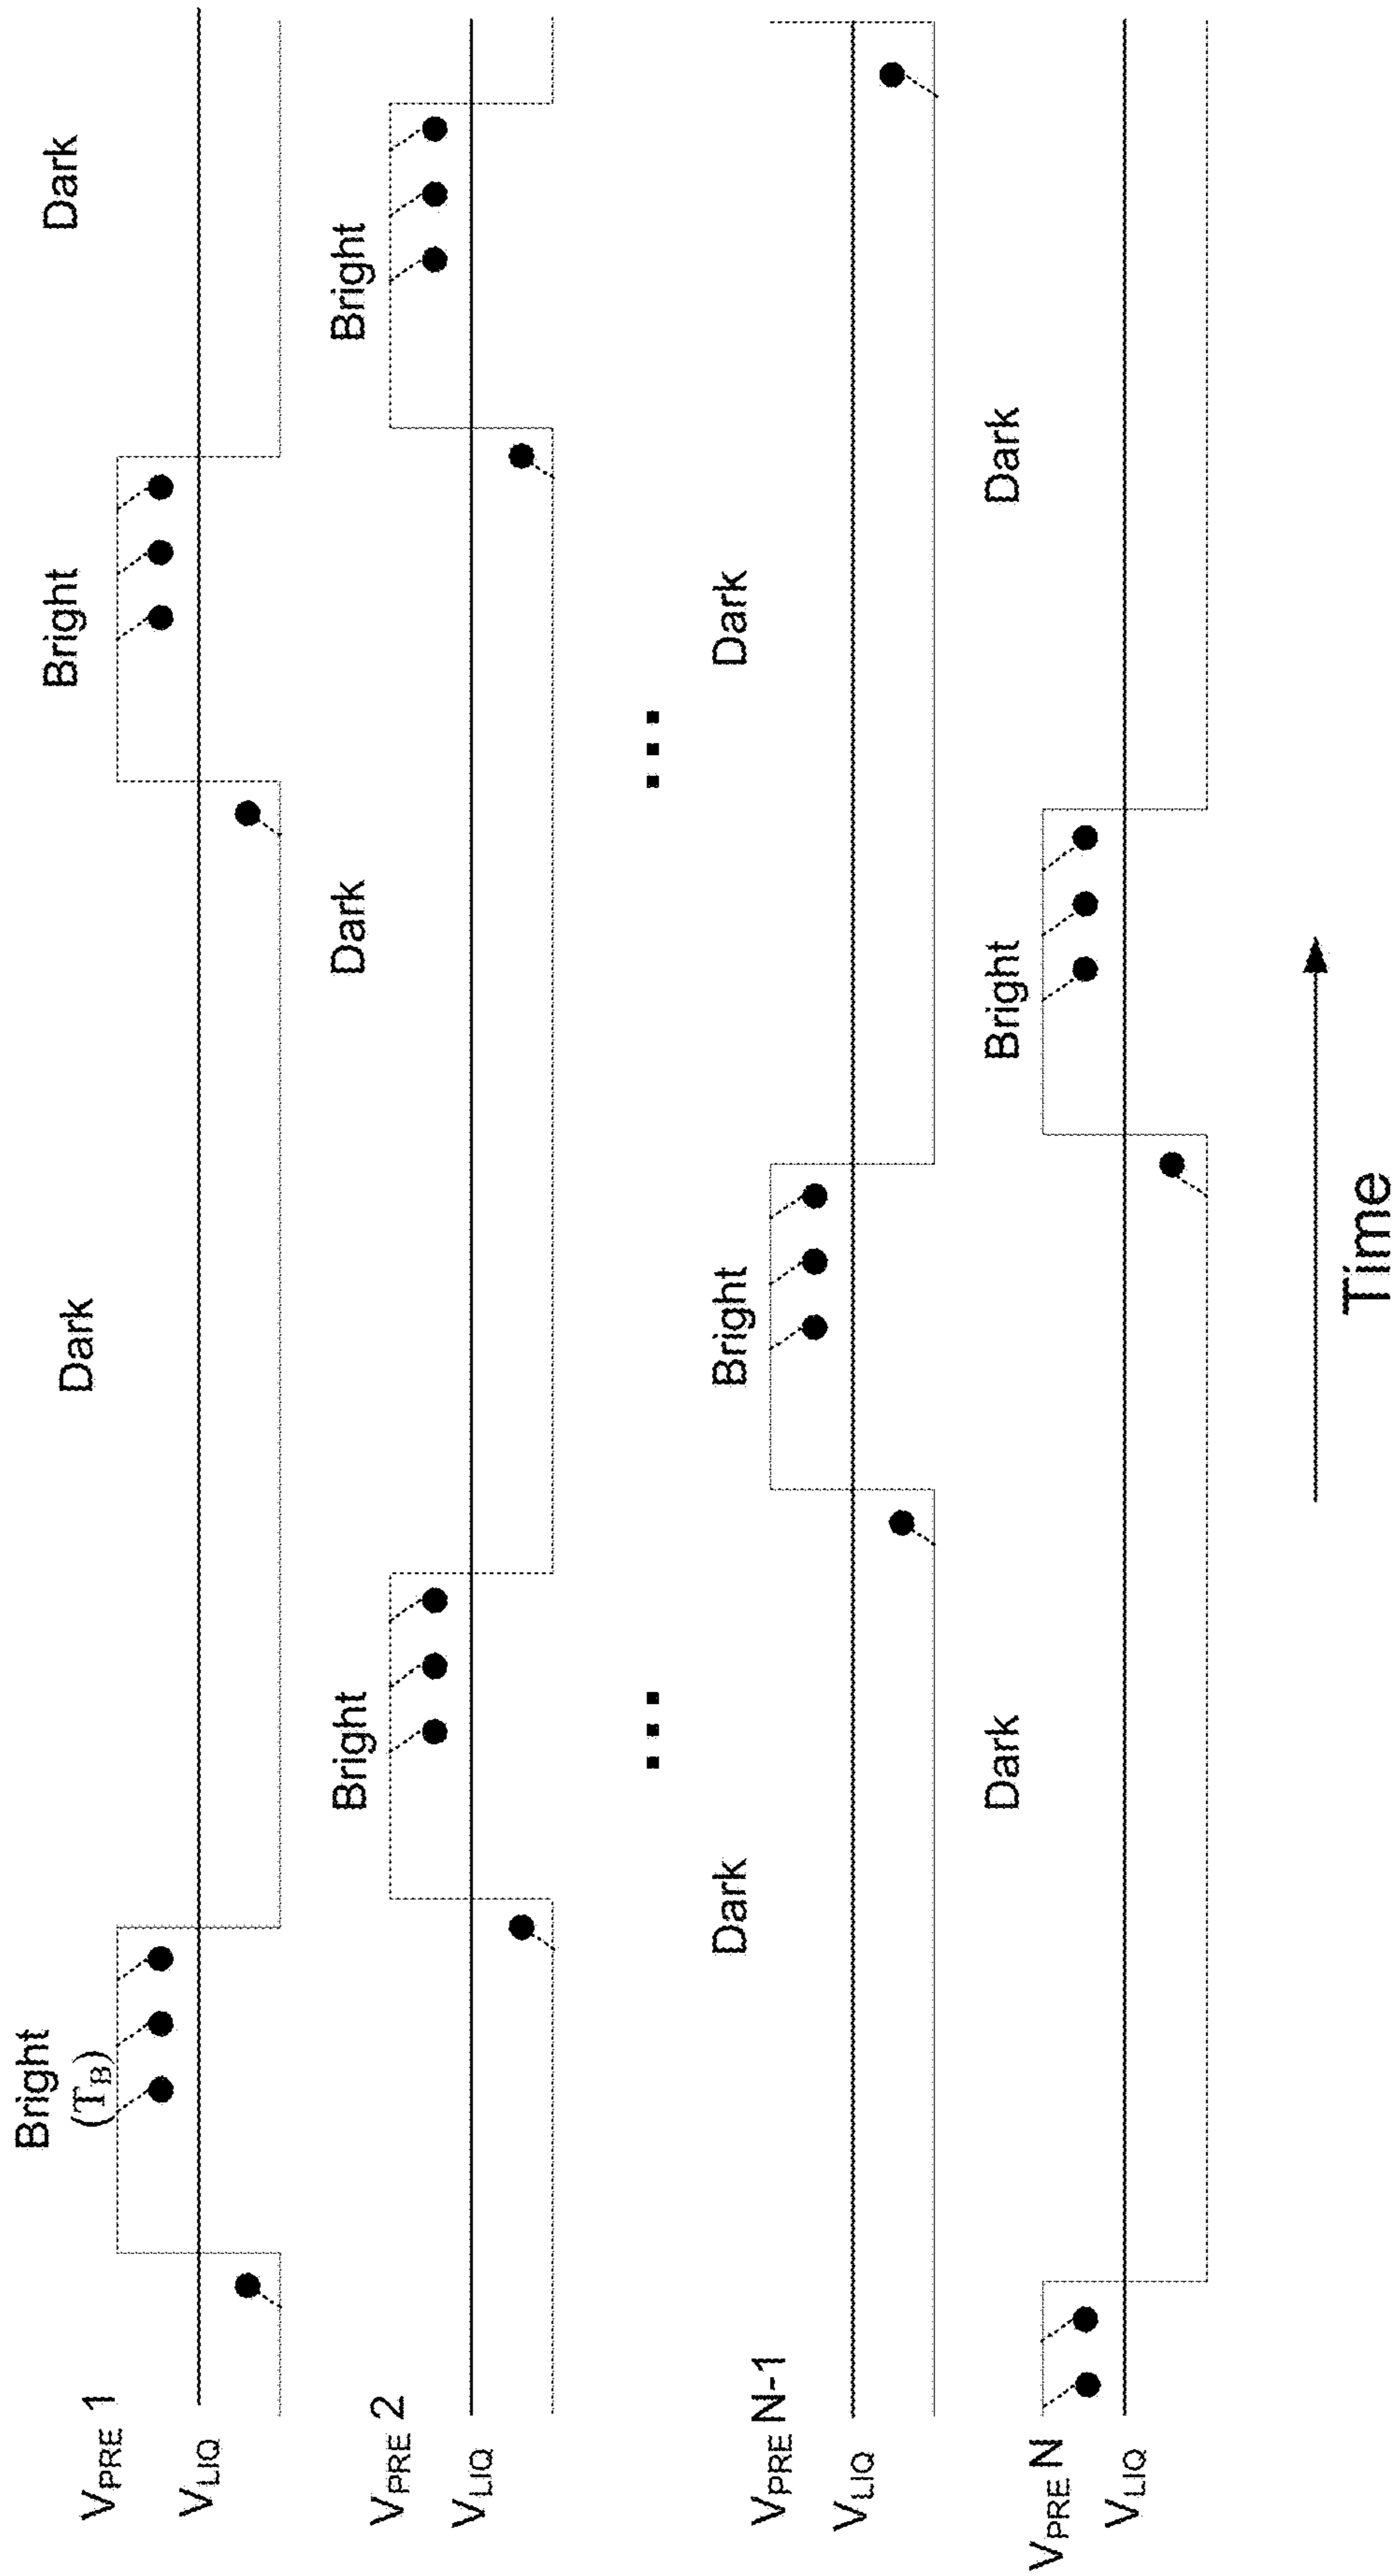 Bright
(T_B)
Dark
Bright
Dark
V_PRE 1
V_LIQ
Bright
Dark
Bright
V_PRE 2
V_LIQ
Dark
Bright
Dark
V_PRE N-1
V_LIQ
Dark
Bright
Dark
V_PRE N
V_LIQ
Time